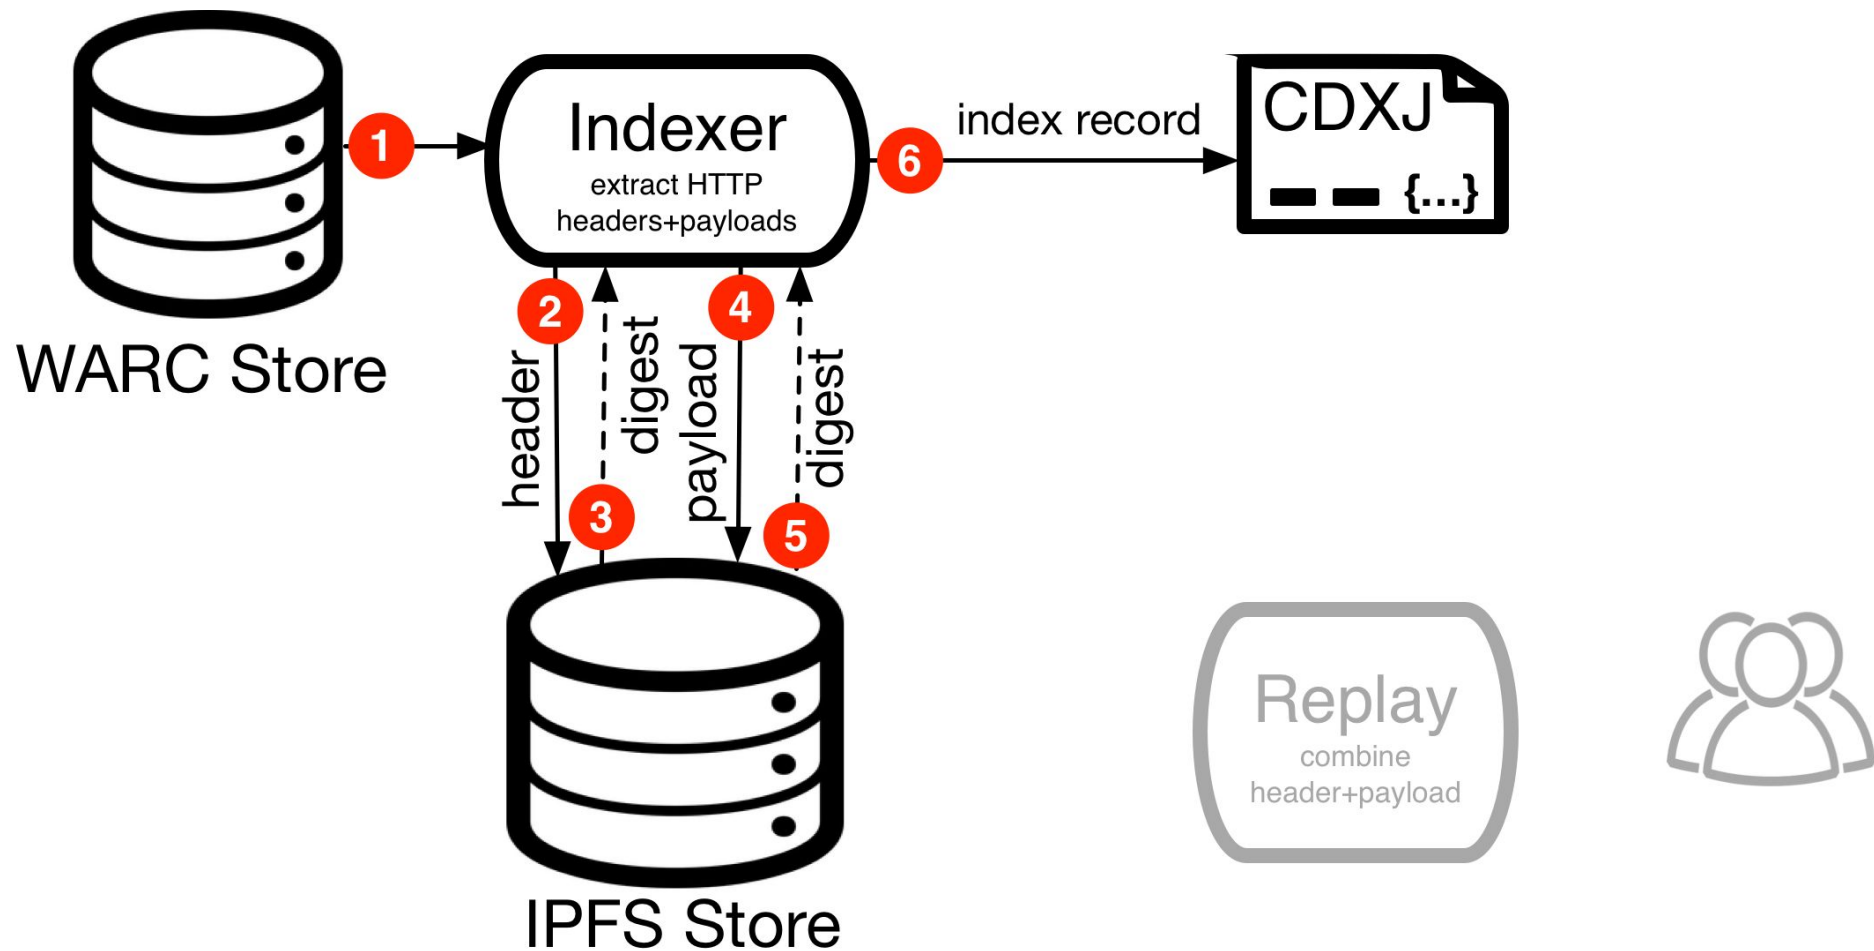 WARC Store
1
Indexer
extract HTTP
headers+payloads
6
index record
CDXJ
{...}
2
header
3
digest
4
payload
5
digest
IPFS Store
Replay
combine
header+payload